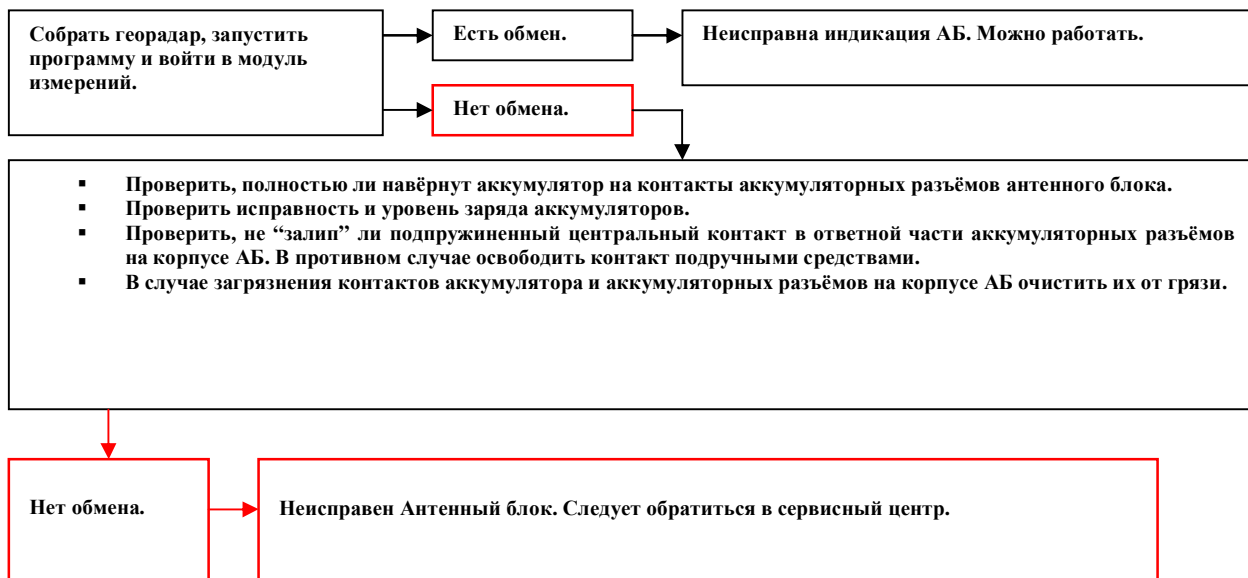 Собрать георадар, запустить
программу и войти в модуль
измерений.
Есть обмен.
Неисправна индикация АБ. Можно работать.
Нет обмена.
▪ Проверить, полностью ли навёрнут аккумулятор на контакты аккумуляторных разъёмов антенного блока.
▪ Проверить исправность и уровень заряда аккумуляторов.
▪ Проверить, не “залип” ли подпружиненный центральный контакт в ответной части аккумуляторных разъёмов
на корпусе АБ. В противном случае освободить контакт подручными средствами.
▪ В случае загрязнения контактов аккумулятора и аккумуляторных разъёмов на корпусе АБ очистить их от грязи.
Нет обмена.
Неисправен Антенный блок. Следует обратиться в сервисный центр.